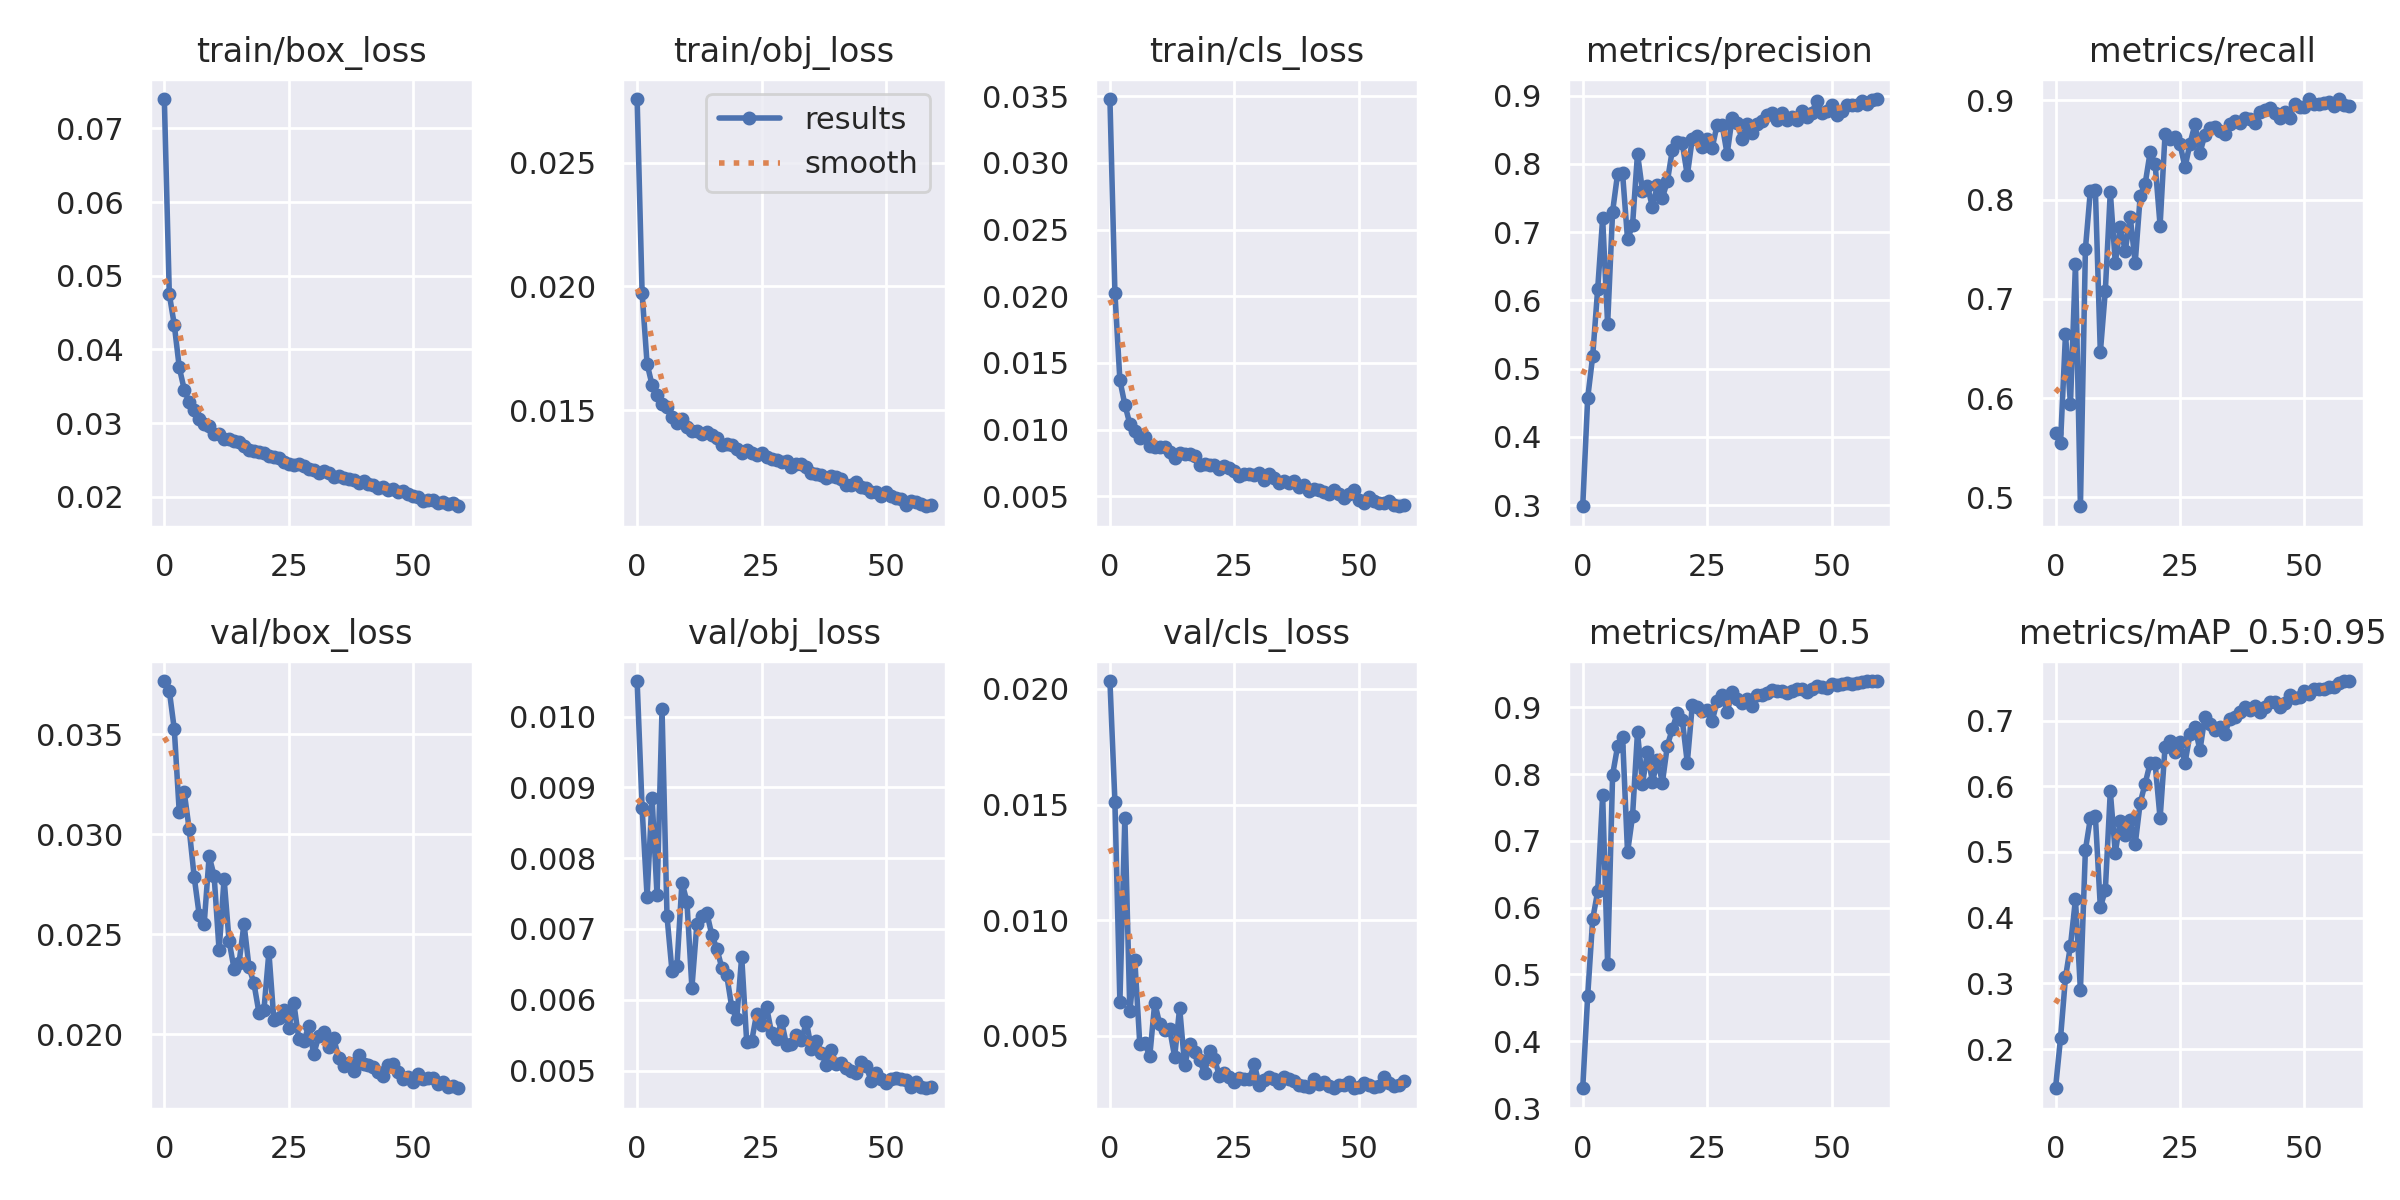 train/box_loss
0.07
0.06
0.05
0.04
0.03
0.02
0 25 50
train/obj_loss
results
smooth
0.025
0.020
0.015
0 25 50
train/cls_loss
0.035
0.030
0.025
0.020
0.015
0.010
0.005
0 25 50
metrics/precision
0.9
0.8
0.7
0.6
0.5
0.4
0.3
0 25 50
metrics/recall
0.9
0.8
0.7
0.6
0.5
0 25 50
val/box_loss
0.035
0.030
0.025
0.020
0 25 50
val/obj_loss
0.010
0.009
0.008
0.007
0.006
0.005
0 25 50
val/cls_loss
0.020
0.015
0.010
0.005
0 25 50
metrics/mAP_0.5
0.9
0.8
0.7
0.6
0.5
0.4
0.3
0 25 50
metrics/mAP_0.5:0.95
0.7
0.6
0.5
0.4
0.3
0.2
0 25 50